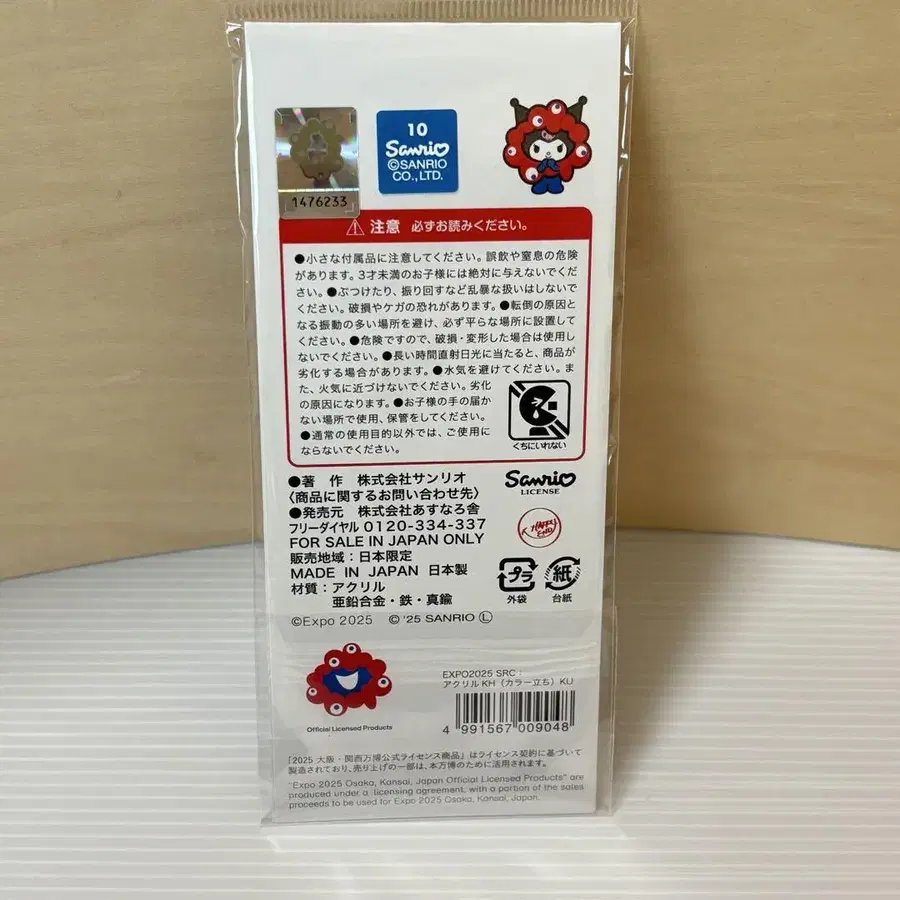 1476233
10
Sanrio
©SANRIO
CO., LTD.
注意 必ずお読みください。
●小さな付属品に注意してください。誤飲や窒息の危険
があります。3才未満のお子様には絶対に与えないでくだ
さい。●ぶつけたり、振り回すなど乱暴な扱いはしないで
ください。破損やケガの恐れがあります。●転倒の原因と
なる振動の多い場所を避け、必ず平らな場所に設置して
ください。●危険ですので、破損・変形した場合は使用し
ないでください。●長い時間直射日光に当たると、商品が
劣化する場合があります。●水気を避けてください。ま
た、火気に近づけないでください。劣化
の原因になります。●お子様の手の届か
ない場所で使用、保管をしてください。
●通常の使用目的以外では、ご使用に
ならないでください。
くちにいれない
●著 作 株式会社サンリオ
〈商品に関するお問い合わせ先〉
●発売元 株式会社あすなろ舎
フリーダイヤル 0120-334-337
FOR SALE IN JAPAN ONLY
販売地域：日本限定
MADE IN JAPAN 日本製
材質：アクリル
亜鉛合金・鉄・真鍮
©Expo 2025 © '25 SANRIO Ⓛ
Sanrio
LICENSE
HAPPY
END
プラ
外袋
紙
台紙
Official Licensed Products
EXPO2025 SRC：
アクリルKH（カラー立ち）KU
4 991567 009048
「2025 大阪・関西万博公式ライセンス商品」はライセンス契約に基づいて
製造されており、売り上げの一部は、本万博のために活用されます。
"Expo 2025 Osaka, Kansai, Japan Official Licensed Products" are
produced under a licensing agreement, with a portion of the sales
proceeds to be used for Expo 2025 Osaka, Kansai, Japan.